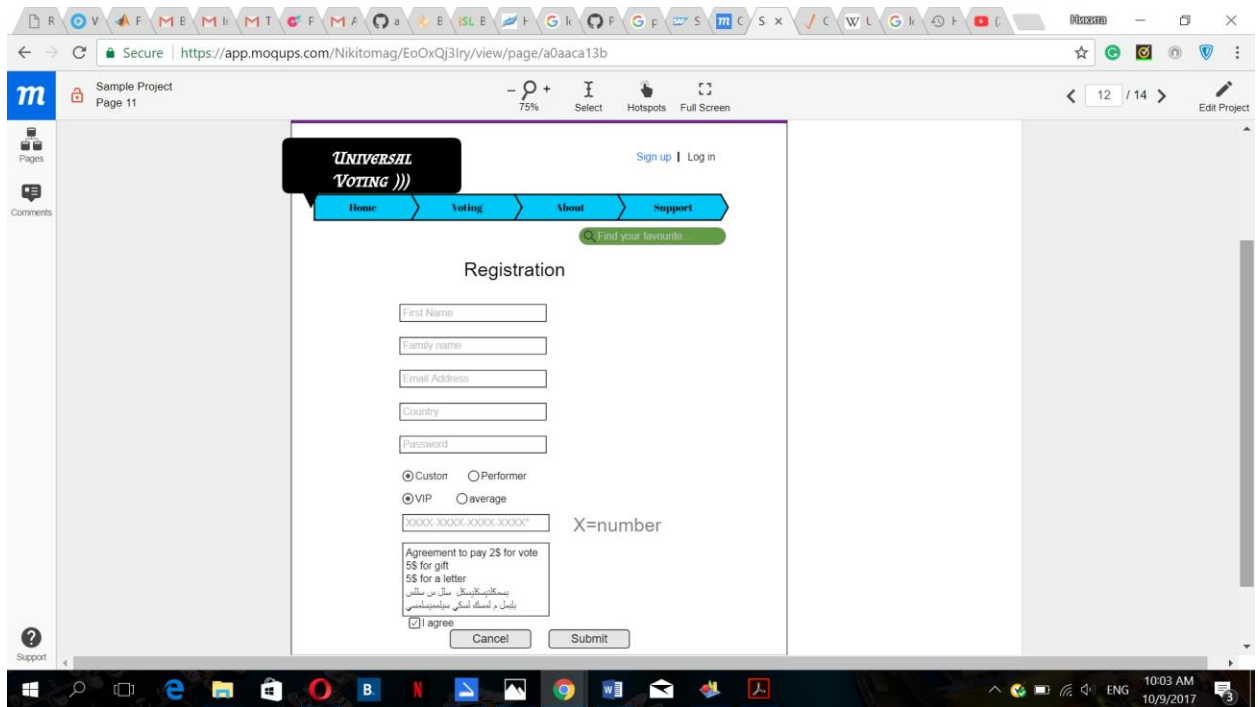 R V F M B M I M T P M A a B iSL B F G k F G p S m C S. x C W L G k F (.
Никита
Secure | https://app.moqups.com/Nikitomag/EoOxQj3Iry/view/page/a0aaca13b
m
Sample Project
Page 11
- +
75%
Select
Hotspots
Full Screen
12 / 14
Edit Project
Pages
Comments
Support
UNIVERSAL
VOTING )))
Sign up | Log in
Home Voting About Support
Find your favourite...
Registration
First Name
Family name
Email Address
Country
Password
Custom Performer
VIP average
XXXX-XXXX-XXXX-XXXX* X=number
Agreement to pay 2$ for vote
5$ for gift
5$ for a letter
I agree
Cancel Submit
B.
N
ENG
10:03 AM
10/9/2017
3